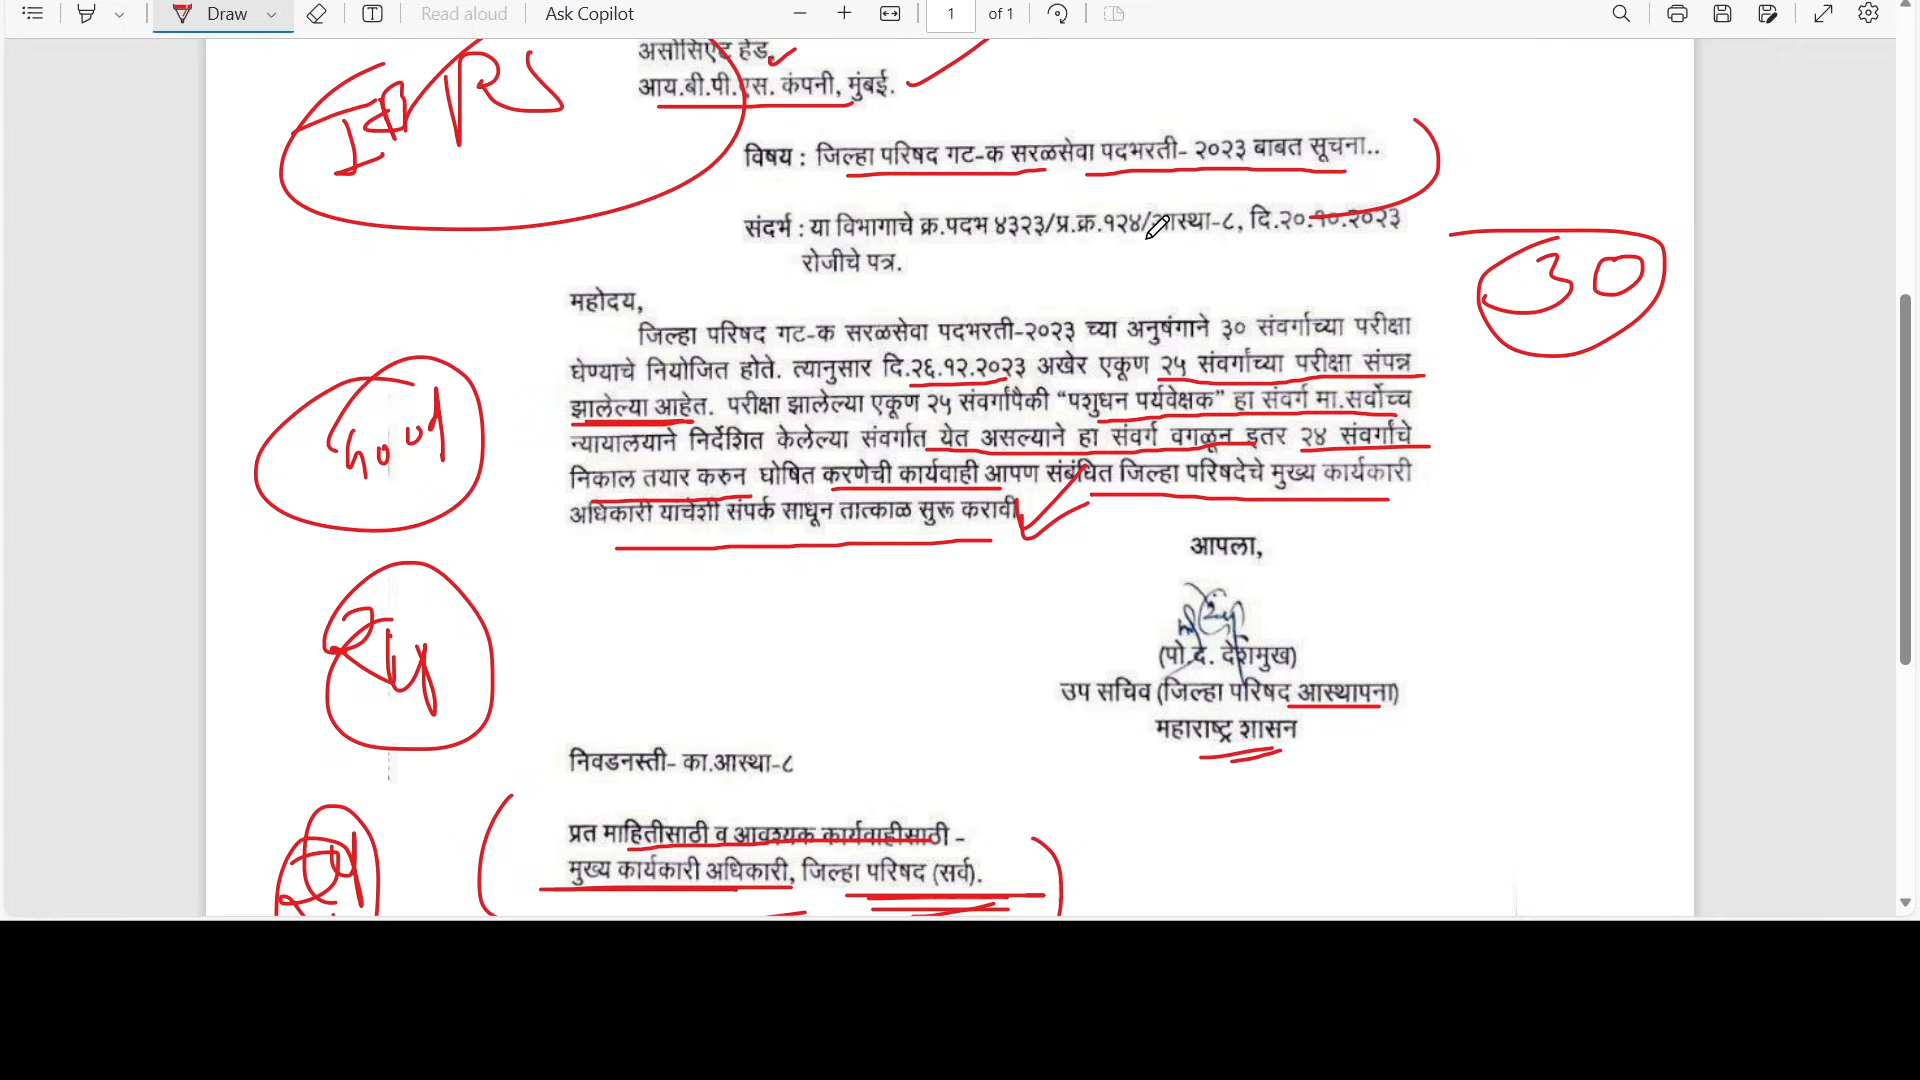 Draw
Read aloud
Ask Copilot
1
of 1
असोसिएट हेड,
आय.बी.पी.एस. कंपनी, मुंबई.
IBPS
विषय : जिल्हा परिषद गट-क सरळसेवा पदभरती- २०२३ बाबत सूचना..
संदर्भ : या विभागाचे क्र.पदभ ४३२३/प्र.क्र.१२४/आस्था-८, दि.२०.१०.२०२३
रोजीचे पत्र.
30
महोदय,
जिल्हा परिषद गट-क सरळसेवा पदभरती-२०२३ च्या अनुषंगाने ३० संवर्गाच्या परीक्षा
घेण्याचे नियोजित होते. त्यानुसार दि.२६.१२.२०२३ अखेर एकूण २५ संवर्गाच्या परीक्षा संपन्न
झालेल्या आहेत. परीक्षा झालेल्या एकूण २५ संवर्गापैकी “पशुधन पर्यवेक्षक” हा संवर्ग मा.सर्वोच्च
न्यायालयाने निर्देशित केलेल्या संवर्गात येत असल्याने हा संवर्ग वगळून इतर २४ संवर्गाचे
निकाल तयार करुन घोषित करणेची कार्यवाही आपण संबंधित जिल्हा परिषदेचे मुख्य कार्यकारी
अधिकारी यांचेशी संपर्क साधून तात्काळ सुरू करावी.
आपला,
(पो.द. देशमुख)
उप सचिव (जिल्हा परिषद आस्थापना)
महाराष्ट्र शासन
निवडनस्ती- का.आस्था-८
प्रत माहितीसाठी व आवश्यक कार्यवाहीसाठी -
मुख्य कार्यकारी अधिकारी, जिल्हा परिषद (सर्व).